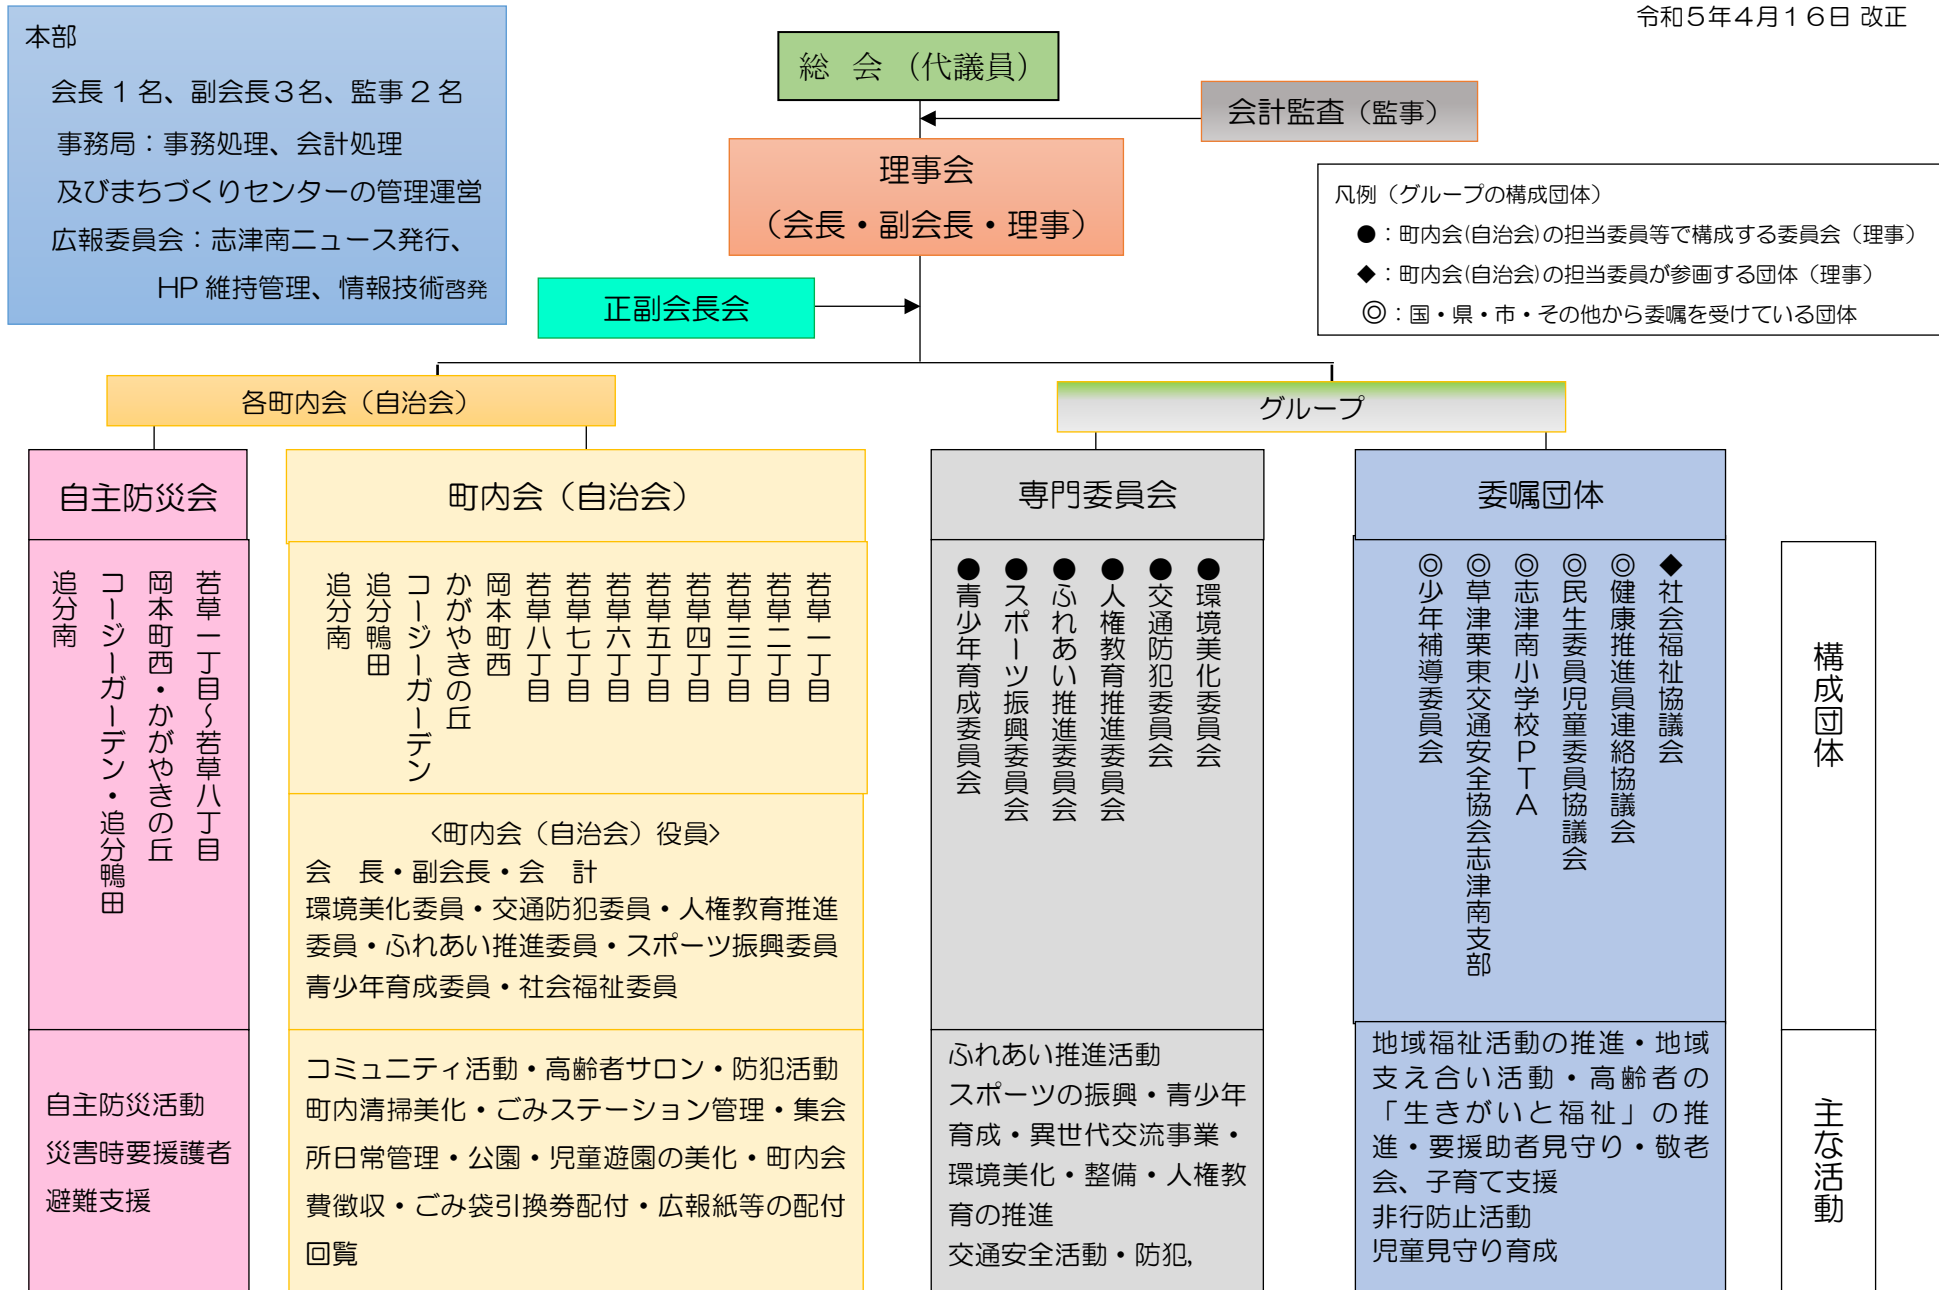 令和５年４月１６日 改正
本部
会長 １ 名、副会長３名、監事 ２ 名
事務局：事務処理、会計処理
及びまちづくりセンターの管理運営
広報委員会：志津南ニュース発行、
HP 維持管理、情報技術啓発
総　会 （代議員）
会計監査（監事）
理事会
（会長・副会長・理事）
正副会長会
凡例（グループの構成団体）
●：町内会(自治会)の担当委員等で構成する委員会（理事）
◆：町内会(自治会)の担当委員が参画する団体（理事）
◎：国・県・市・その他から委嘱を受けている団体
各町内会（自治会）
グループ
自主防災会
若草一丁目～若草八丁目
岡本町西・かがやきの丘
コージーガーデン・追分鴨田
追分南
自主防災活動
災害時要援護者
避難支援
町内会（自治会）
若草一丁目
若草二丁目
若草三丁目
若草四丁目
若草五丁目
若草六丁目
若草七丁目
若草八丁目
岡本町西
かがやきの丘
コージーガーデン
追分鴨田
追分南
<町内会（自治会）役員>
会　長・副会長・会　計
環境美化委員・交通防犯委員・人権教育推進
委員・ふれあい推進委員・スポーツ振興委員
青少年育成委員・社会福祉委員
コミュニティ活動・高齢者サロン・防犯活動
町内清掃美化・ごみステーション管理・集会
所日常管理・公園・児童遊園の美化・町内会
費徴収・ごみ袋引換券配付・広報紙等の配付
回覧
専門委員会
●環境美化委員会
●交通防犯委員会
●人権教育推進委員会
●ふれあい推進委員会
●スポーツ振興委員会
●青少年育成委員会
ふれあい推進活動
スポーツの振興・青少年
育成・異世代交流事業・
環境美化・整備・人権教
育の推進
交通安全活動・防犯,
委嘱団体
◆社会福祉協議会
◎健康推進員連絡協議会
◎民生委員児童委員協議会
◎志津南小学校ＰＴＡ
◎草津栗東交通安全協会志津南支部
◎少年補導委員会
地域福祉活動の推進・地域
支え合い活動・高齢者の
「生きがいと福祉」の推
進・要援助者見守り・敬老
会、子育て支援
非行防止活動
児童見守り育成
構成団体
主な活動